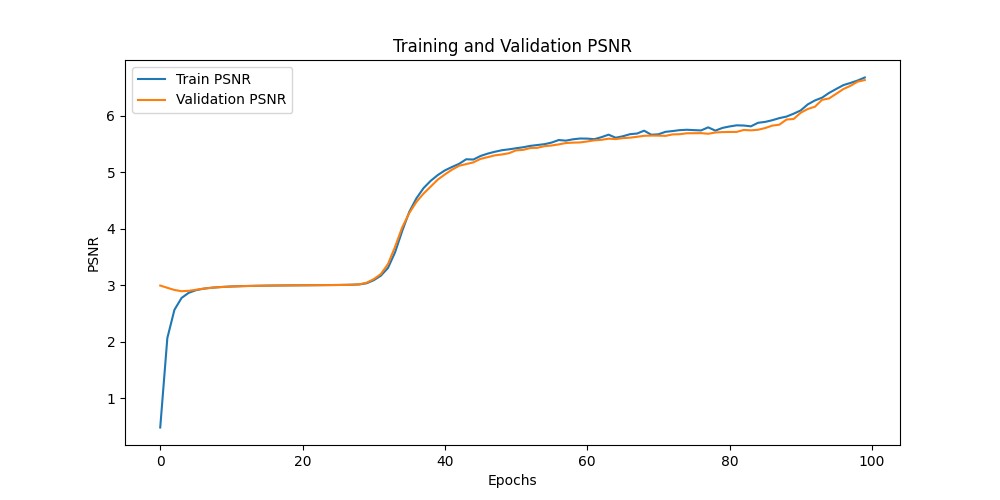 Training and Validation PSNR
Train PSNR
Validation PSNR
PSNR
6
5
4
3
2
1
0
20
40
60
80
100
Epochs